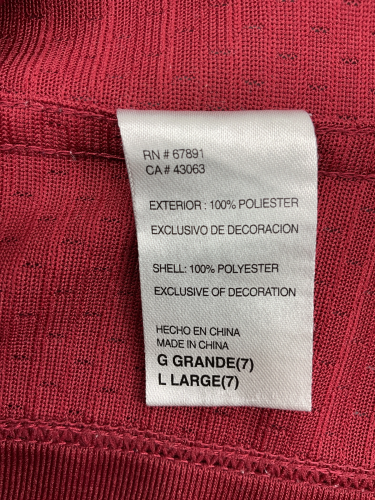 RN # 67891
CA # 43063
EXTERIOR : 100% POLIESTER
EXCLUSIVO DE DECORACION
SHELL: 100% POLYESTER
EXCLUSIVE OF DECORATION
HECHO EN CHINA
MADE IN CHINA
G GRANDE(7)
L LARGE(7)